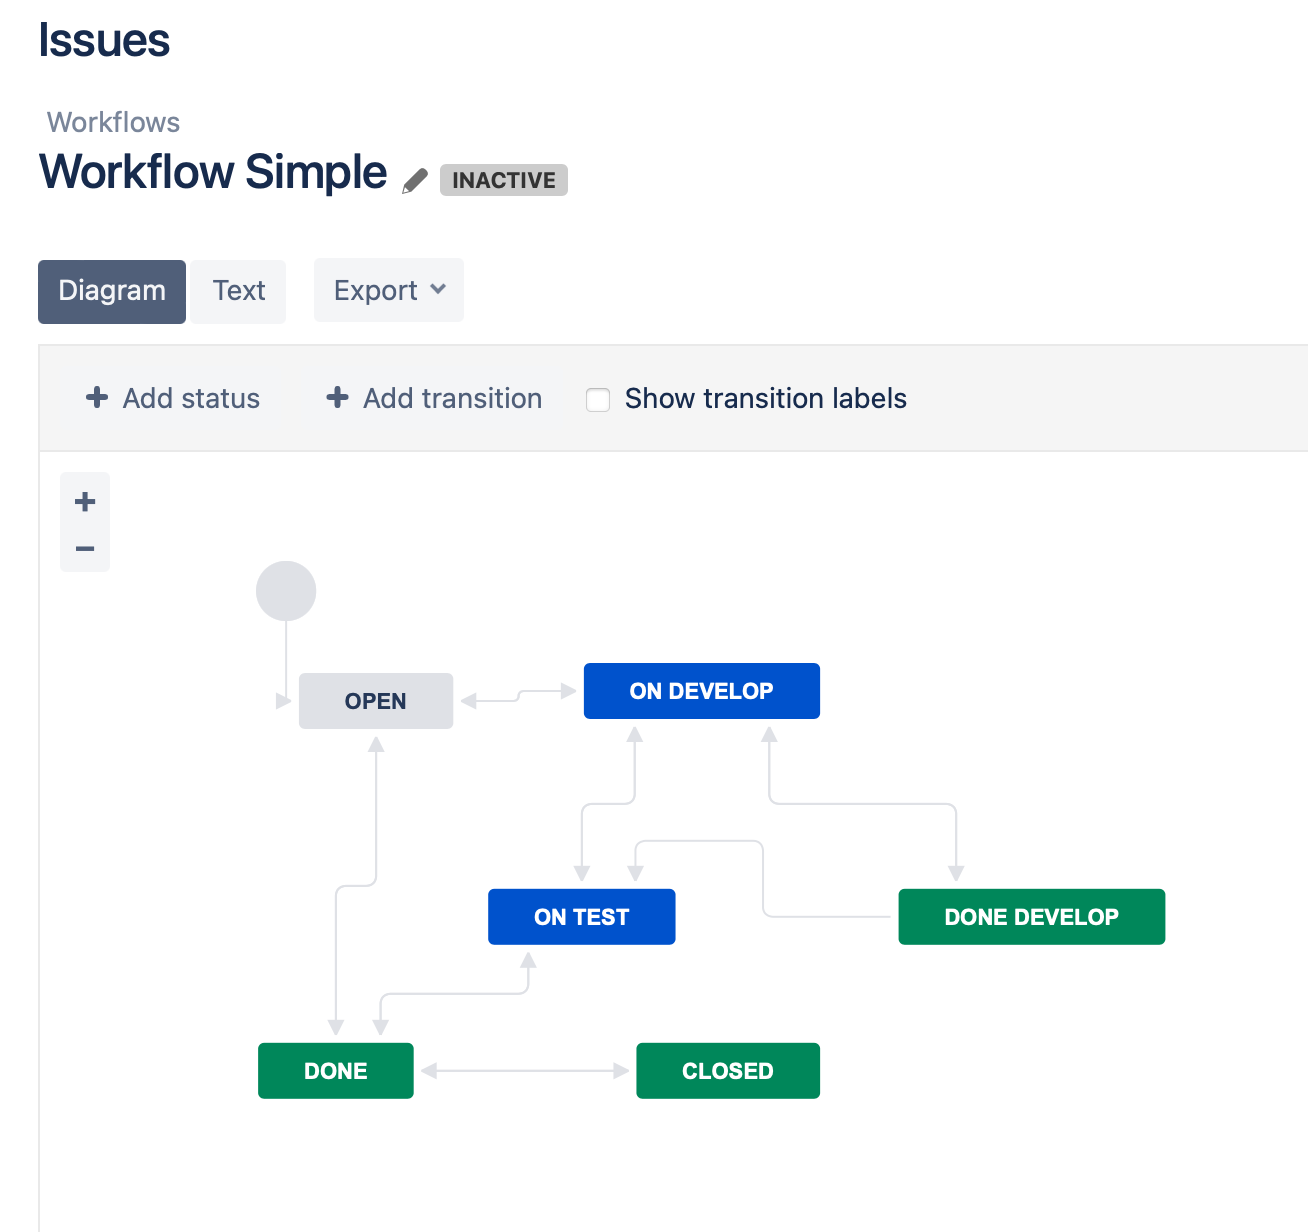 Issues
Workflows
Workflow Simple INACTIVE
Diagram Text Export
Add status Add transition Show transition labels
OPEN
ON DEVELOP
ON TEST
DONE DEVELOP
DONE
CLOSED